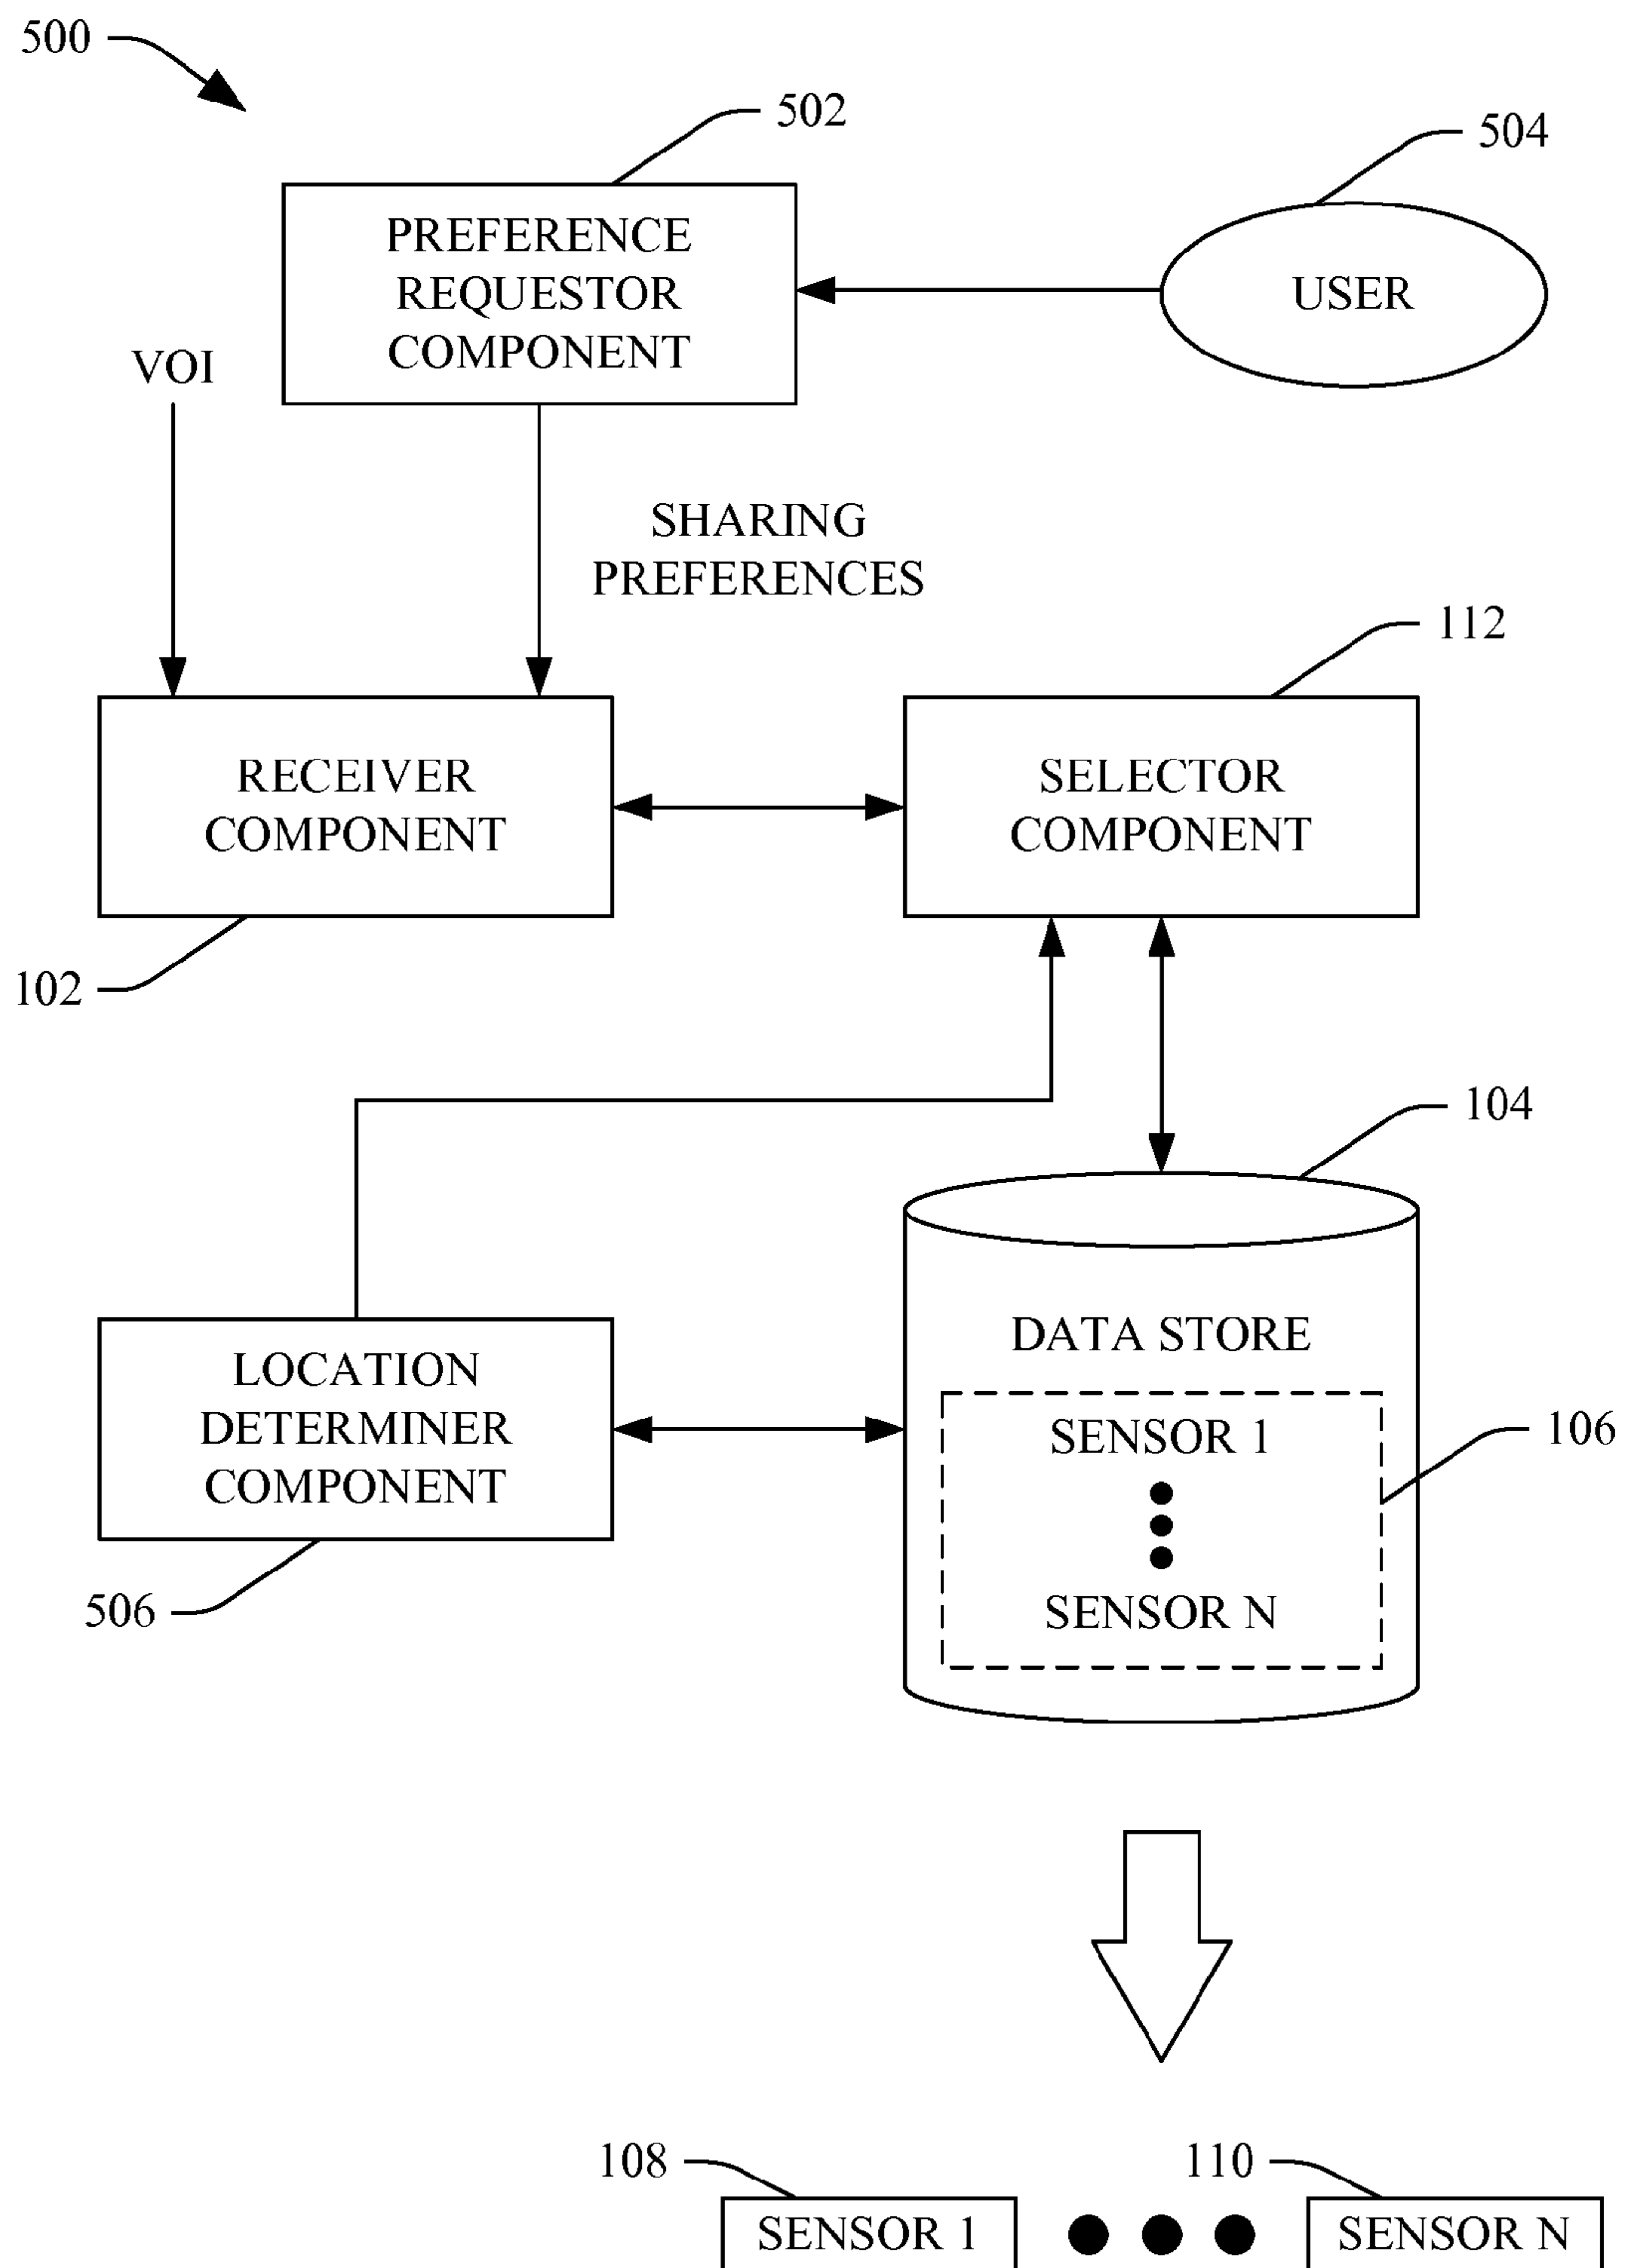 500
502
504
PREFERENCE
REQUESTOR
COMPONENT
USER
VOI
SHARING
PREFERENCES
112
RECEIVER
COMPONENT
SELECTOR
COMPONENT
102
104
DATA STORE
LOCATION
DETERMINER
COMPONENT
SENSOR 1
106
SENSOR N
506
108
110
SENSOR 1
SENSOR N